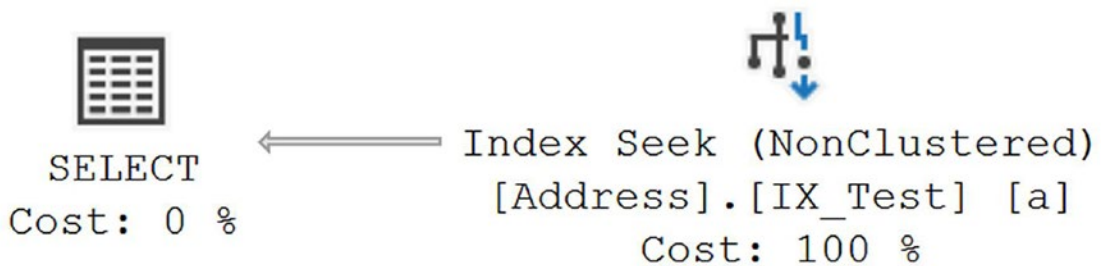 SELECT
Cost: 0 %
Index Seek (NonClustered)
[Address].[IX_Test] [a]
Cost: 100 %